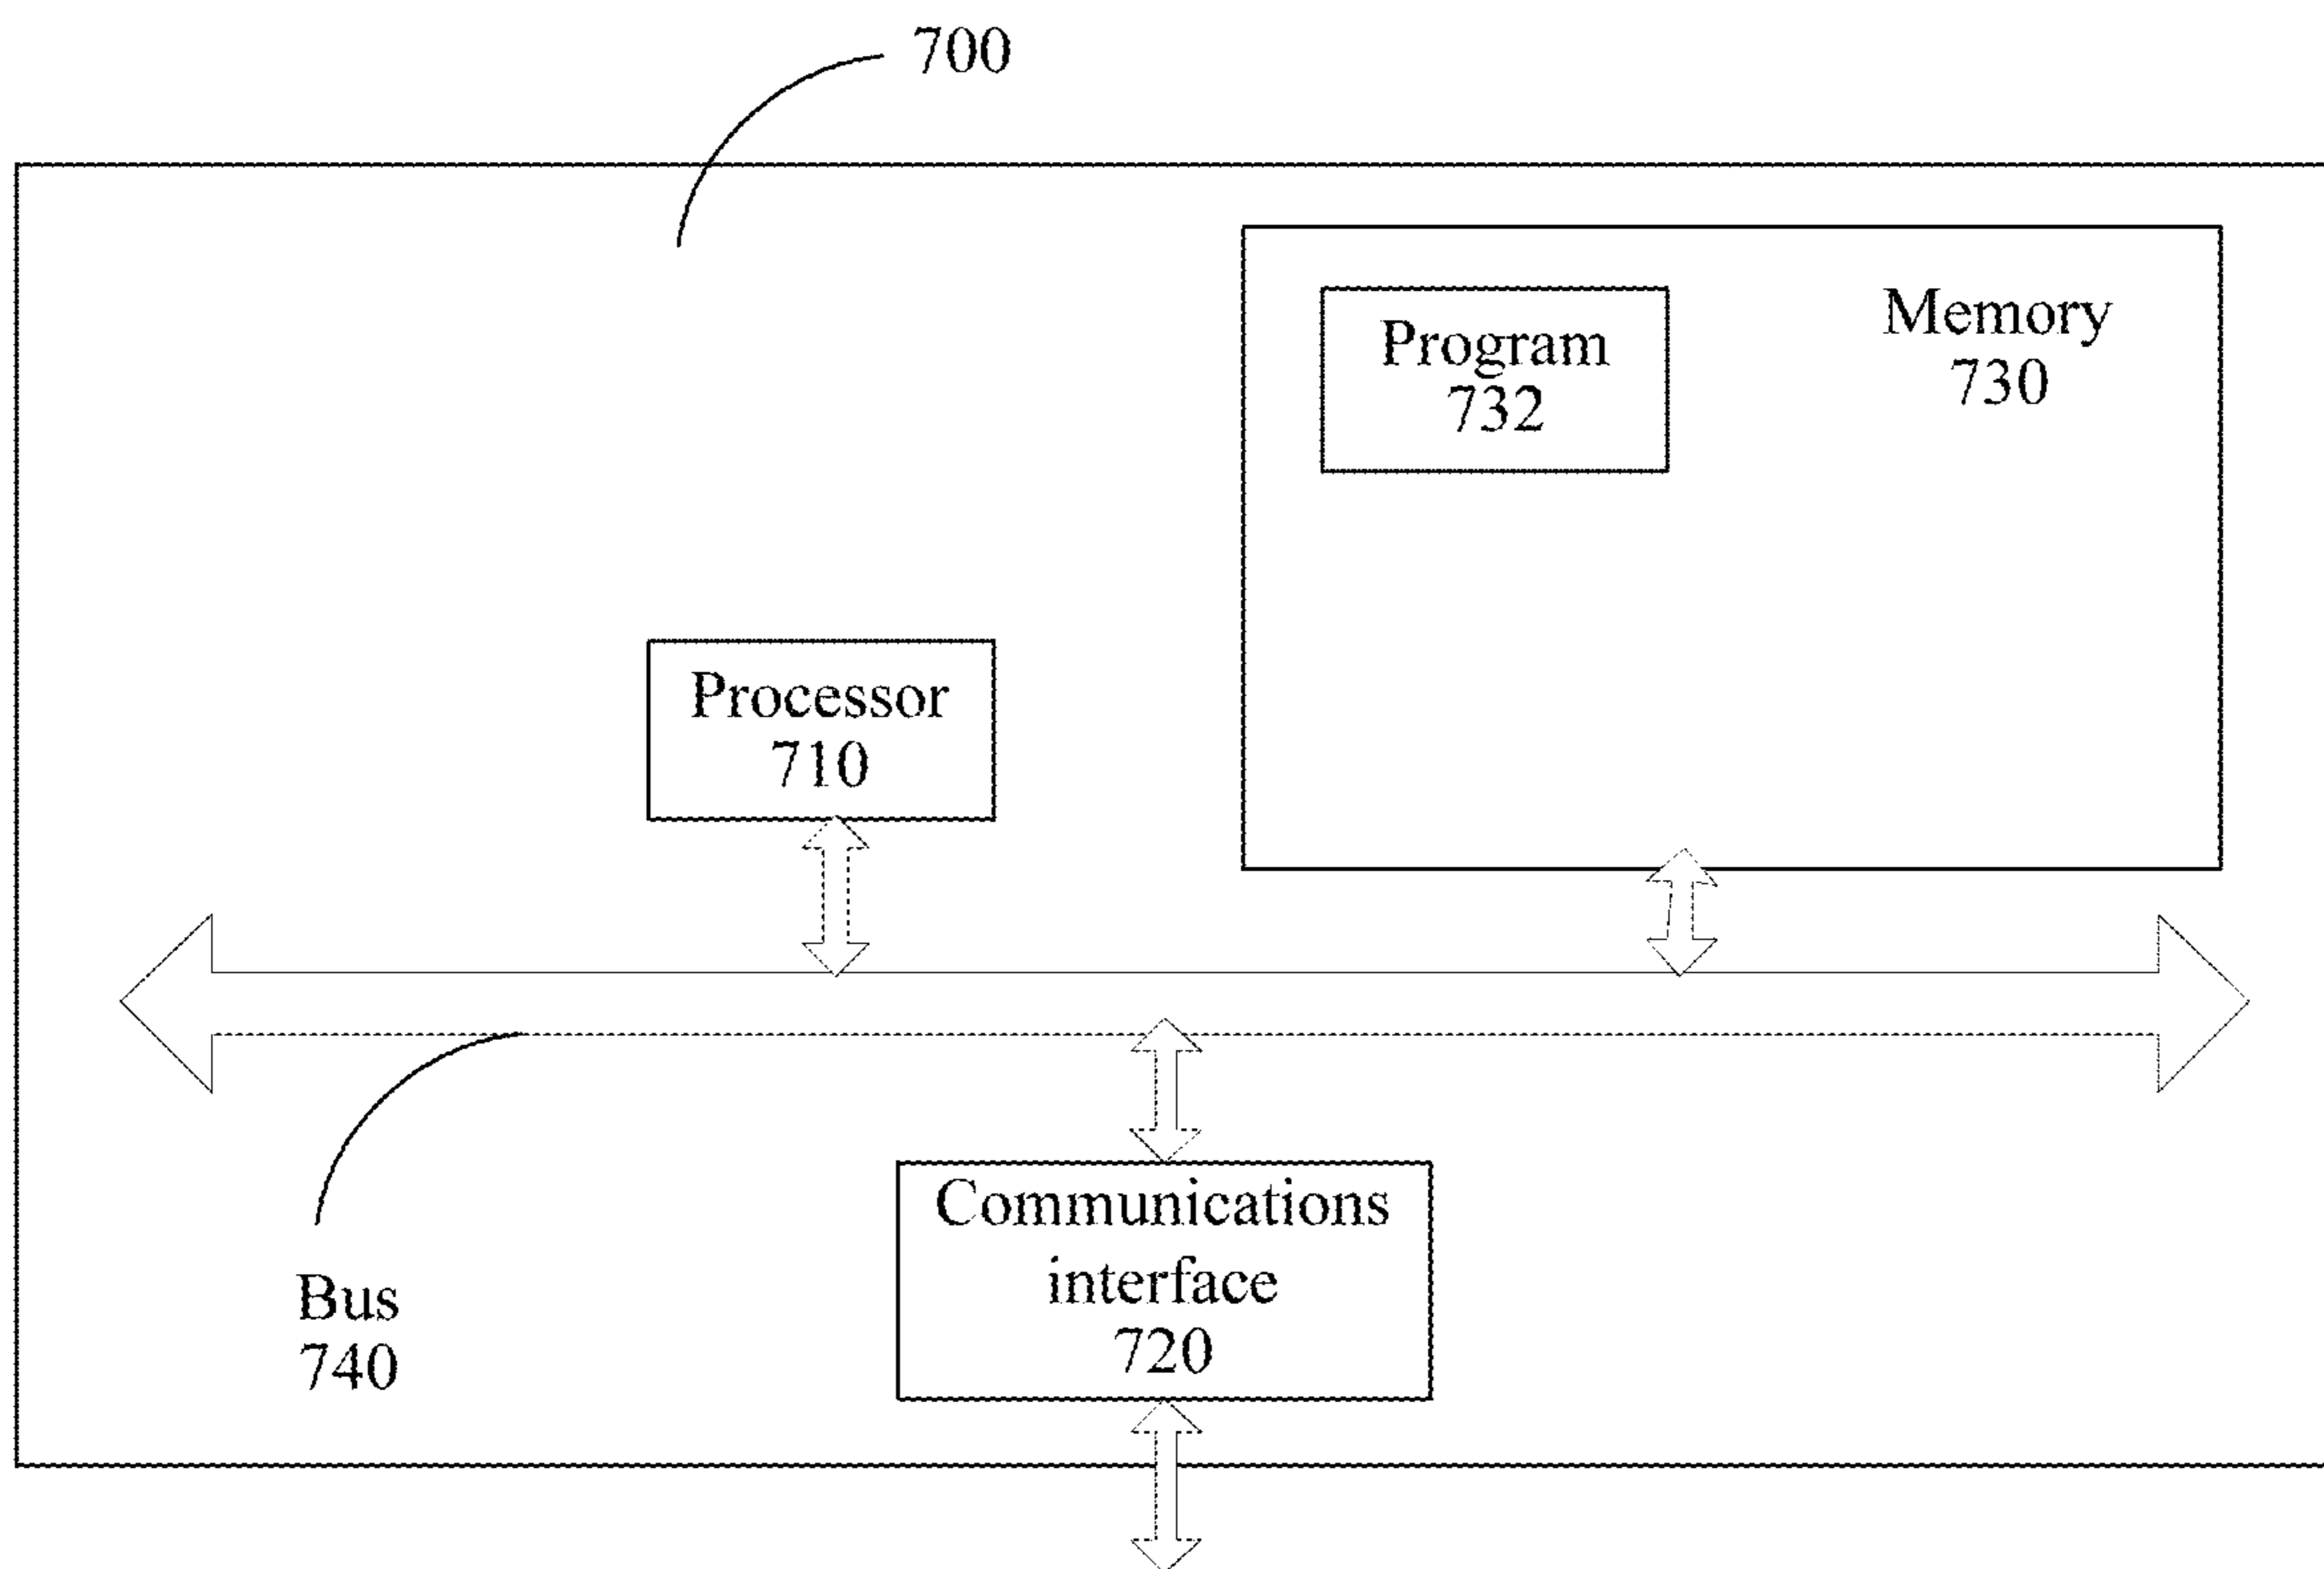 700
Program
732
Memory
730
Processor
710
Communications
interface
720
Bus
740